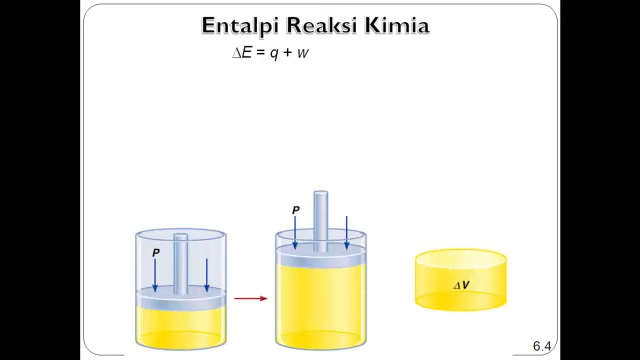 Entalpi Reaksi Kimia
ΔE = q + w
P
P
ΔV
6.4